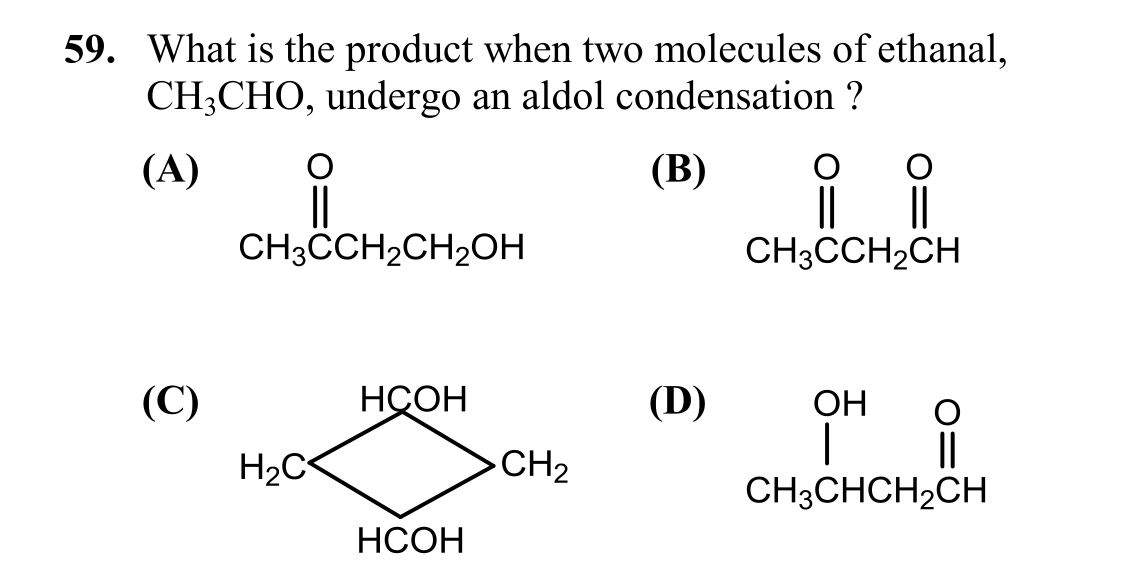 59. What is the product when two molecules of ethanal,
CH₃CHO, undergo an aldol condensation ?
(A)
O
CH₃CCH₂CH₂OH
(B)
O O
CH₃CCH₂CH
(C)
HCOH
H₂C CH₂
HCOH
(D)
OH O
CH₃CHCH₂CH